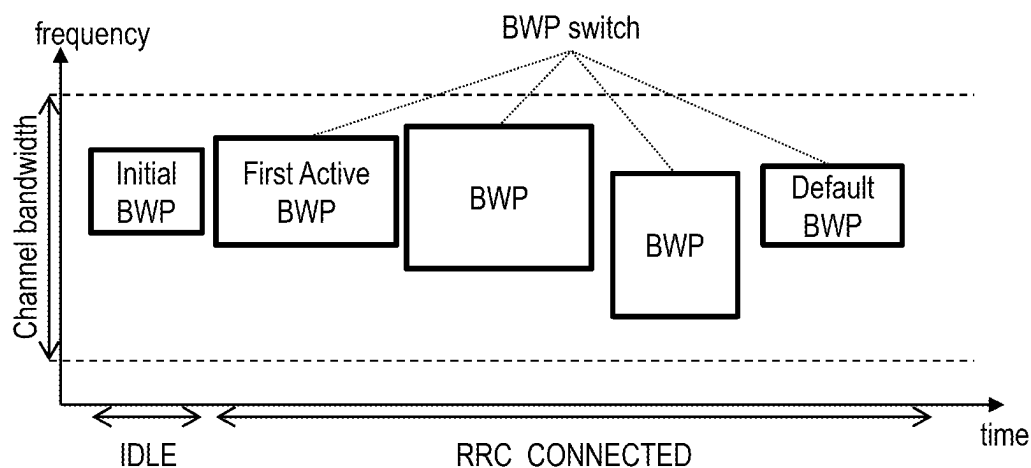 BWP switch
frequency
Channel bandwidth
Initial
BWP
First Active
BWP
BWP
BWP
Default
BWP
time
IDLE
RRC CONNECTED